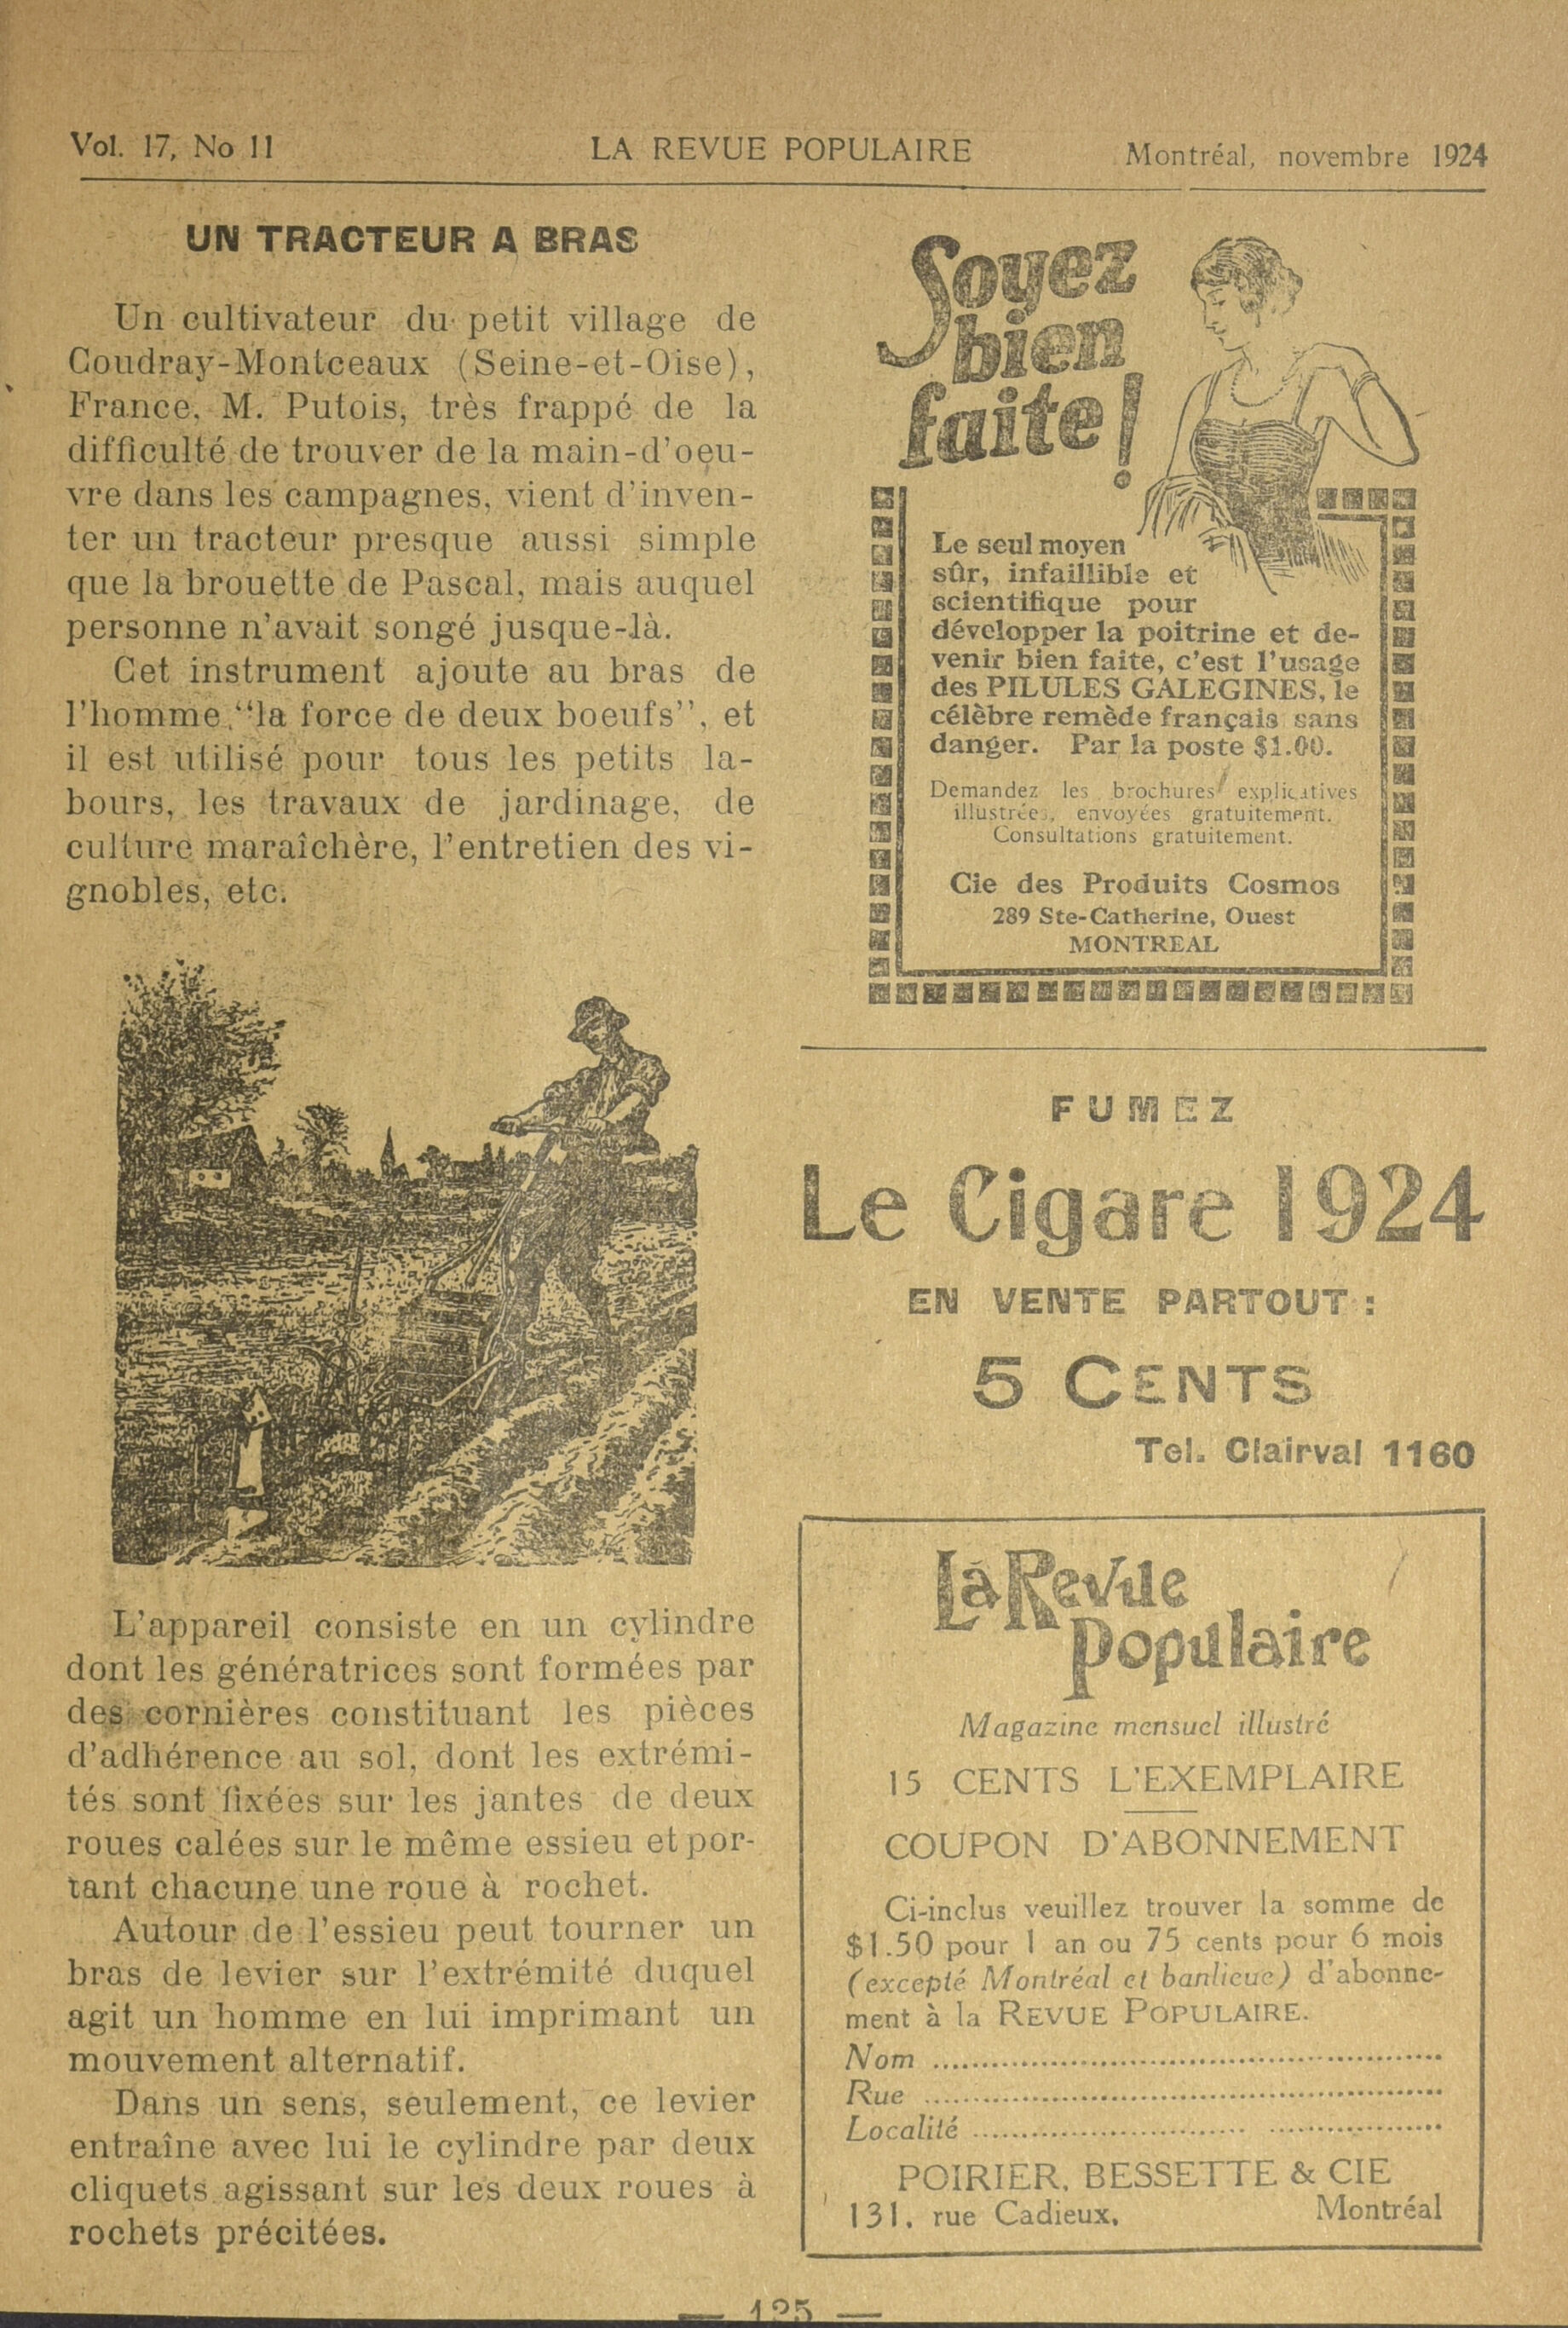 Vol. 17, No 11
LA REVUE POPULAIRE
Montréal, novembre 1924
UN TRACTEUR A BRAS
Un cultivateur du petit village de
Coudray-Montceaux (Seine-et-Oise),
France, M. Putois, très frappé de la
difficulté de trouver de la main-d'oeu-
vre dans les campagnes, vient d'inven-
ter un tracteur presque aussi simple
que la brouette de Pascal, mais auquel
personne n'avait songé jusque-là.
Cet instrument ajoute au bras de
l'homme "la force de deux boeufs", et
il est utilisé pour tous les petits la-
bours, les travaux de jardinage, de
culture maraîchère, l'entretien des vi-
gnobles, etc.
L'appareil consiste en un cylindre
dont les génératrices sont formées par
des cornières constituant les pièces
d'adhérence au sol, dont les extrémi-
tés sont fixées sur les jantes de deux
roues calées sur le même essieu et por-
tant chacune une roue à rochet.
Autour de l'essieu peut tourner un
bras de levier sur l'extrémité duquel
agit un homme en lui imprimant un
mouvement alternatif.
Dans un sens, seulement, ce levier
entraîne avec lui le cylindre par deux
cliquets agissant sur les deux roues à
rochets précitées.
Soyez
bien
faite!
Le seul moyen
sûr, infaillible et
scientifique pour
développer la poitrine et de-
venir bien faite, c'est l'usage
des PILULES GALEGINES, le
célèbre remède français sans
danger. Par la poste $1.00.
Demandez les brochures explicatives
illustrées, envoyées gratuitement.
Consultations gratuitement.
Cie des Produits Cosmos
289 Ste-Catherine, Ouest
MONTREAL
FUMEZ
Le Cigare 1924
EN VENTE PARTOUT :
5 CENTS
Tel. Clairval 1160
La Revue
Populaire
Magazine mensuel illustré
15 CENTS L'EXEMPLAIRE
COUPON D'ABONNEMENT
Ci-inclus veuillez trouver la somme de
$1.50 pour 1 an ou 75 cents pour 6 mois
(excepté Montréal et banlieue) d'abonne-
ment à la REVUE POPULAIRE.
Nom
Rue
Localité
POIRIER, BESSETTE & CIE
131, rue Cadieux, Montréal
— 125 —